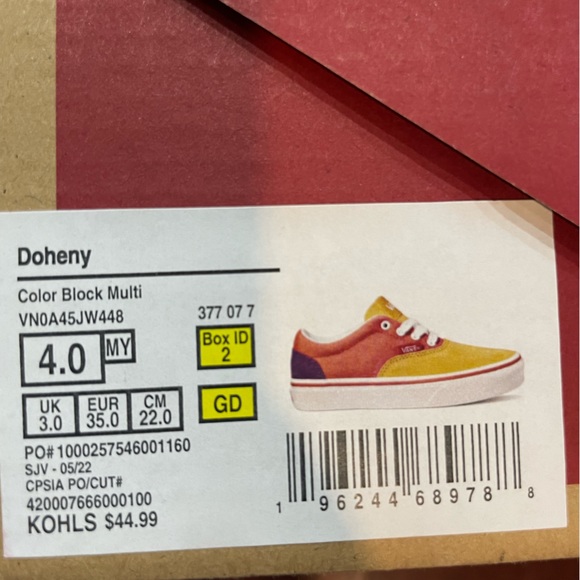 Doheny
Color Block Multi
VN0A45JW448
377 07 7
4.0 MY
Box ID
2
UK
3.0
EUR
35.0
CM
22.0
GD
PO# 1000257546001160
SJV - 05/22
CPSIA PO/CUT#
420007666000100
KOHLS $44.99
VANS
1 96244 68978 8